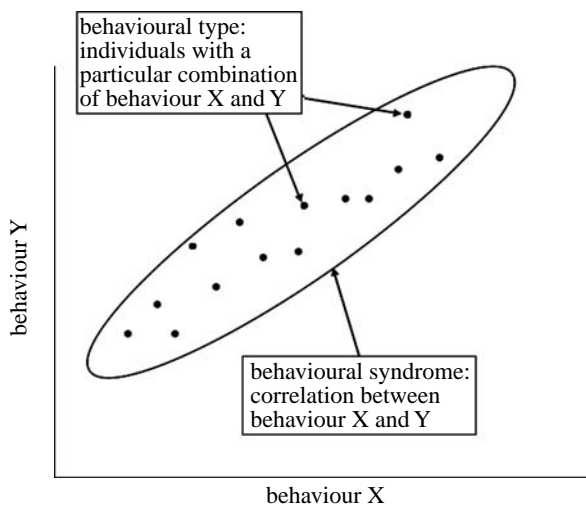 behavioural type:
individuals with a
particular combination
of behaviour X and Y
behaviour Y
behavioural syndrome:
correlation between
behaviour X and Y
behaviour X